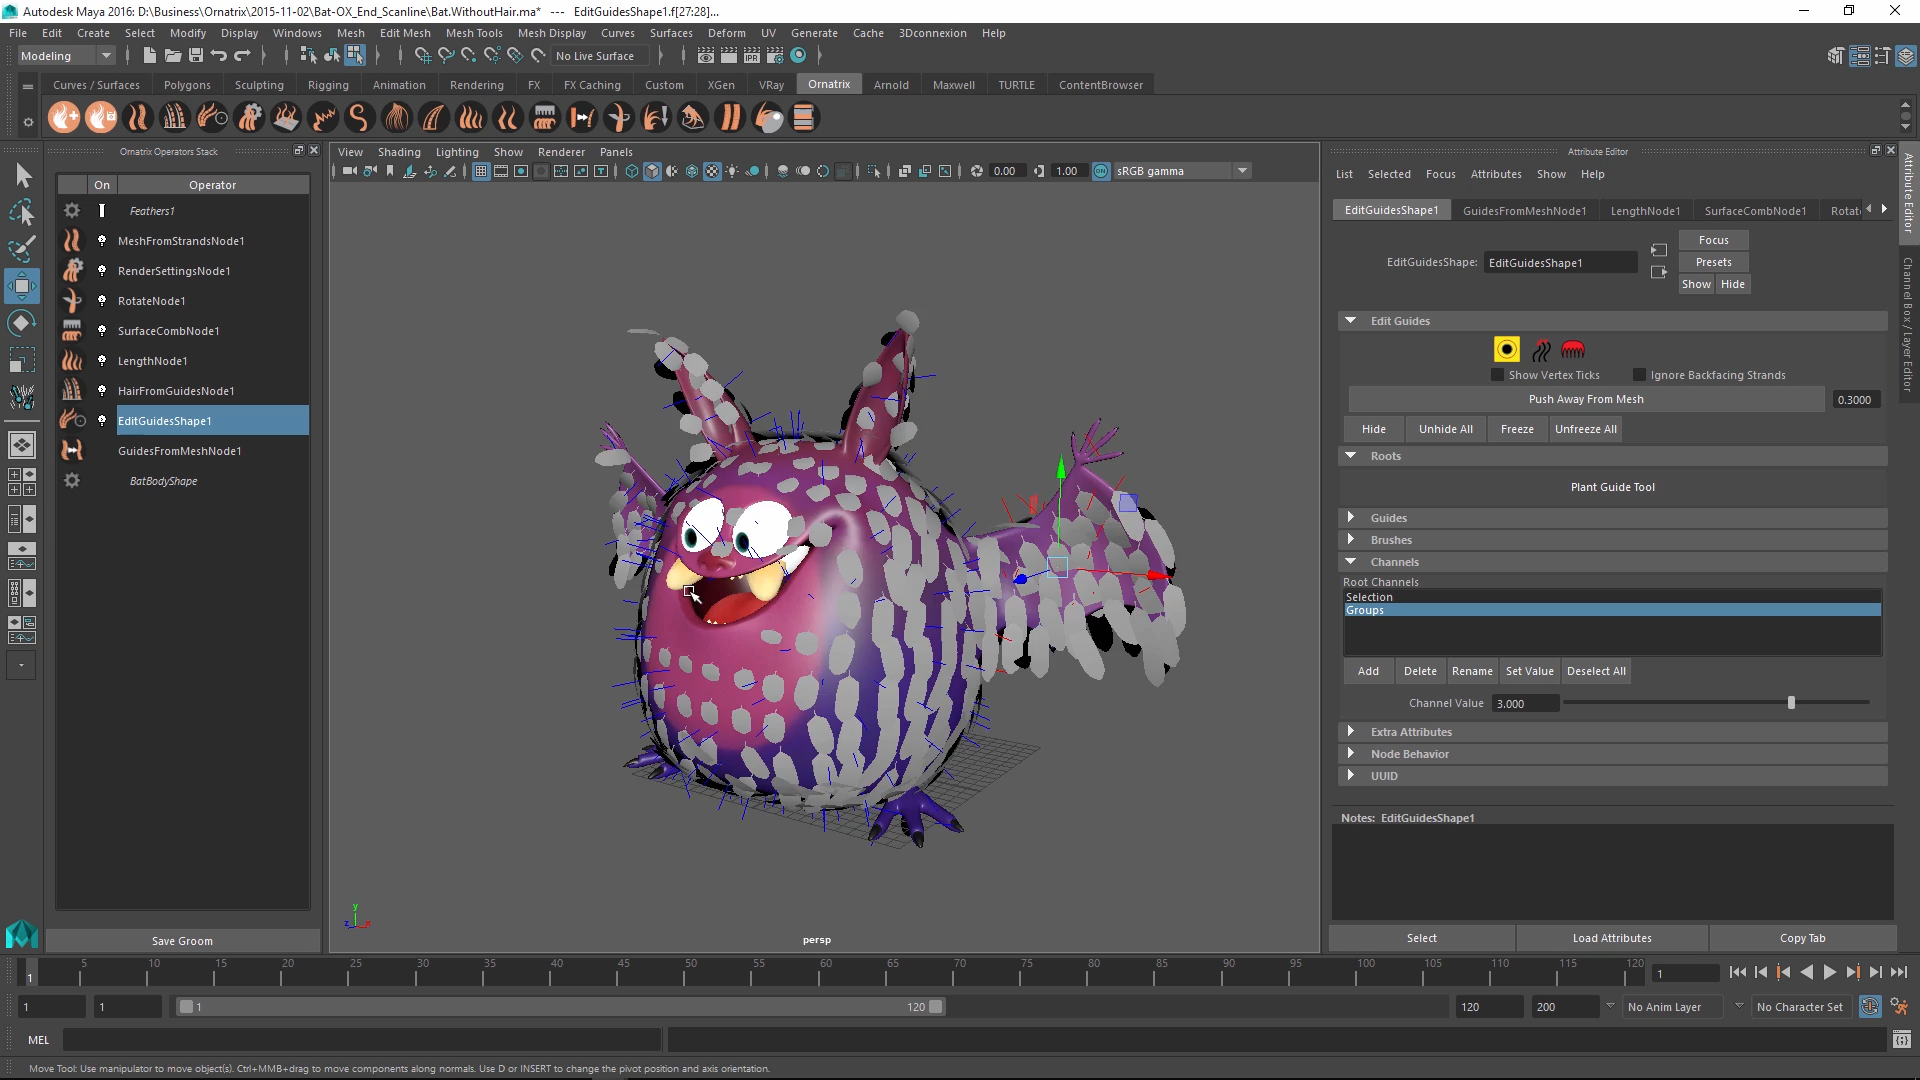 Autodesk Maya 2016: D:\Business\Ornatrix\2015-11-02\Bat-OX_End_Scanline\Bat.WithoutHair.ma* --- EditGuidesShape1.f[27:28]...
File Edit Create Select Modify Display Windows Mesh Edit Mesh Mesh Tools Mesh Display Curves Surfaces Deform UV Generate Cache 3Dconnexion Help
Modeling No Live Surface
Curves / Surfaces Polygons Sculpting Rigging Animation Rendering FX FX Caching Custom XGen VRay Ornatrix Arnold Maxwell TURTLE ContentBrowser
IPR
Ornatrix Operators Stack
On Operator
Feathers1
MeshFromStrandsNode1
RenderSettingsNode1
RotateNode1
SurfaceCombNode1
LengthNode1
HairFromGuidesNode1
EditGuidesShape1
GuidesFromMeshNode1
BatBodyShape
Save Groom
View Shading Lighting Show Renderer Panels
0.00 1.00 ON sRGB gamma
y
z x
persp
Attribute Editor
List Selected Focus Attributes Show Help
EditGuidesShape1 GuidesFromMeshNode1 LengthNode1 SurfaceCombNode1 Rotat
Focus
EditGuidesShape: EditGuidesShape1
Presets
Show Hide
Edit Guides
Show Vertex Ticks Ignore Backfacing Strands
Push Away From Mesh 0.3000
Hide Unhide All Freeze Unfreeze All
Roots
Plant Guide Tool
Guides
Brushes
Channels
Root Channels
Selection
Groups
Add Delete Rename Set Value Deselect All
Channel Value 3.000
Extra Attributes
Node Behavior
UUID
Notes: EditGuidesShape1
Select Load Attributes Copy Tab
Attribute Editor
Channel Box / Layer Editor
1 5 10 15 20 25 30 35 40 45 50 55 60 65 70 75 80 85 90 95 100 105 110 115 120 1
1 1 1 120 120 200 No Anim Layer No Character Set
MEL
Move Tool: Use manipulator to move object(s). Ctrl+MMB+drag to move components along normals. Use D or INSERT to change the pivot position and axis orientation.